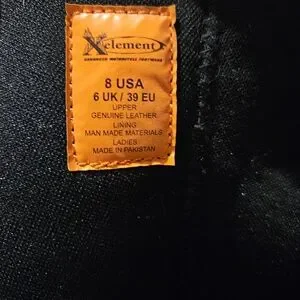 Xelement
ADVANCED MOTORCYCLE FOOTWEAR
8 USA
6 UK / 39 EU
UPPER
GENUINE LEATHER
LINING
MAN MADE MATERIALS
LADIES
MADE IN PAKISTAN